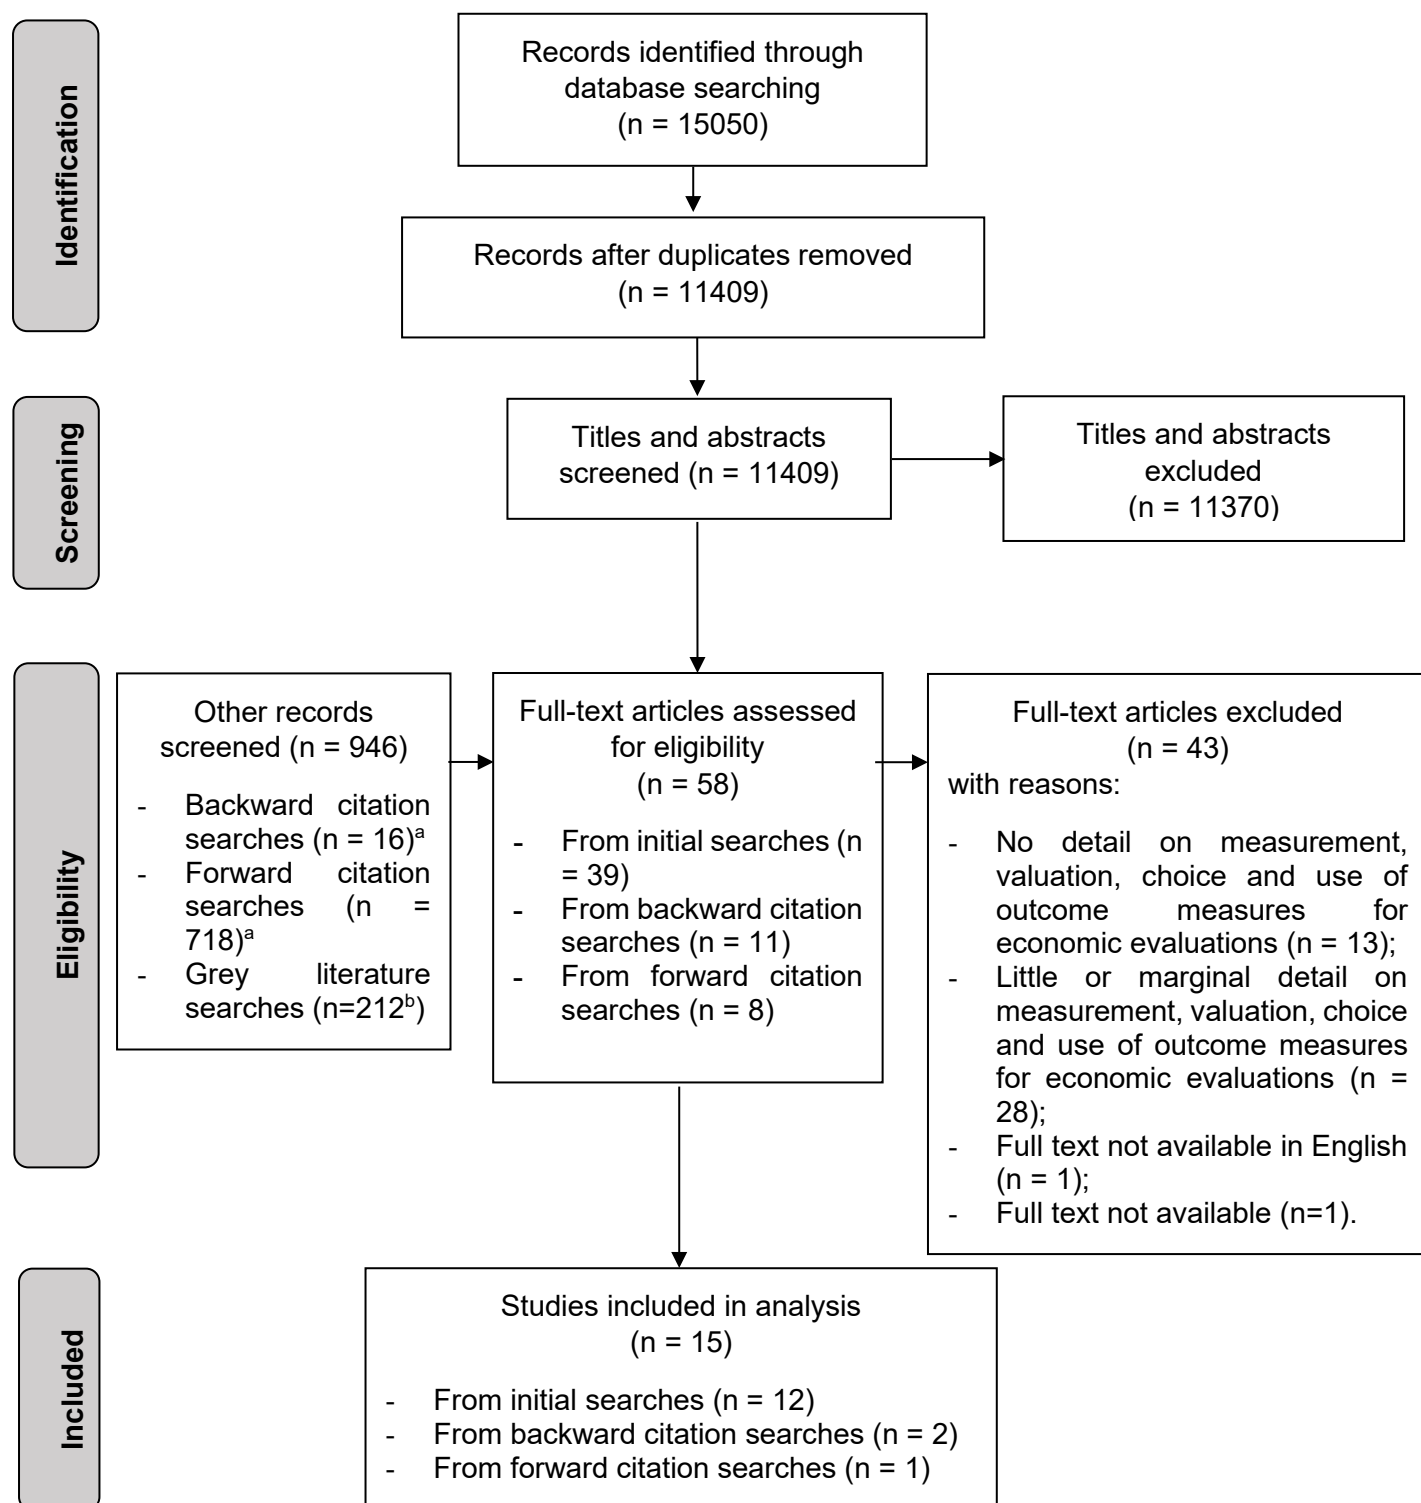 Identification
Records identified through
database searching
(n = 15050)
Records after duplicates removed
(n = 11409)
Screening
Titles and abstracts
screened (n = 11409)
Titles and abstracts
excluded
(n = 11370)
Eligibility
Other records
screened (n = 946)
- Backward citation
searches (n = 16)ᵃ
- Forward citation
searches (n =
718)ᵃ
- Grey literature
searches (n=212ᵇ)
Full-text articles assessed
for eligibility
(n = 58)
- From initial searches (n
= 39)
- From backward citation
searches (n = 11)
- From forward citation
searches (n = 8)
Full-text articles excluded
(n = 43)
with reasons:
- No detail on measurement,
valuation, choice and use of
outcome measures for
economic evaluations (n = 13);
- Little or marginal detail on
measurement, valuation, choice
and use of outcome measures
for economic evaluations (n =
28);
- Full text not available in English
(n = 1);
- Full text not available (n=1).
Included
Studies included in analysis
(n = 15)
- From initial searches (n = 12)
- From backward citation searches (n = 2)
- From forward citation searches (n = 1)